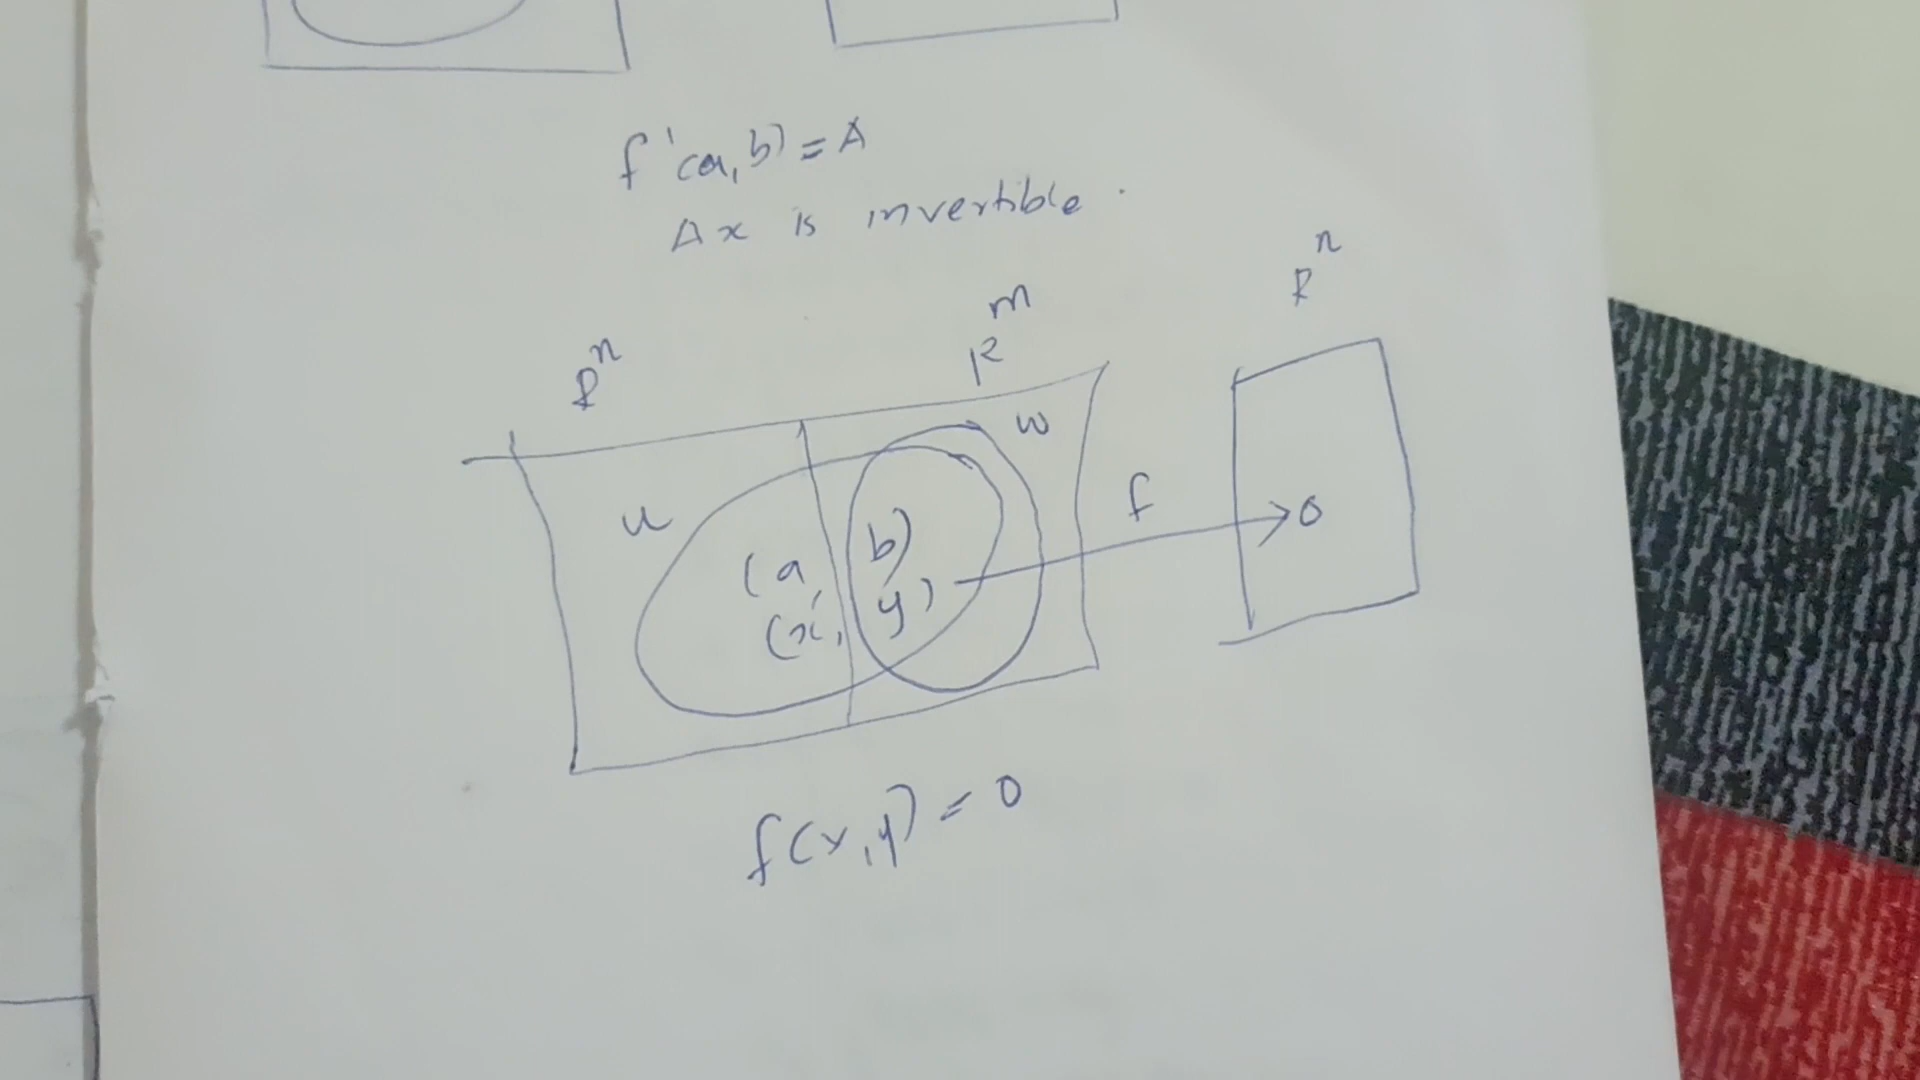 f'(a, b) = A
Ax is invertible.
R^n R^m R^n
w
u
f
(a, b)
(x, y)
0
f(x, y) = 0